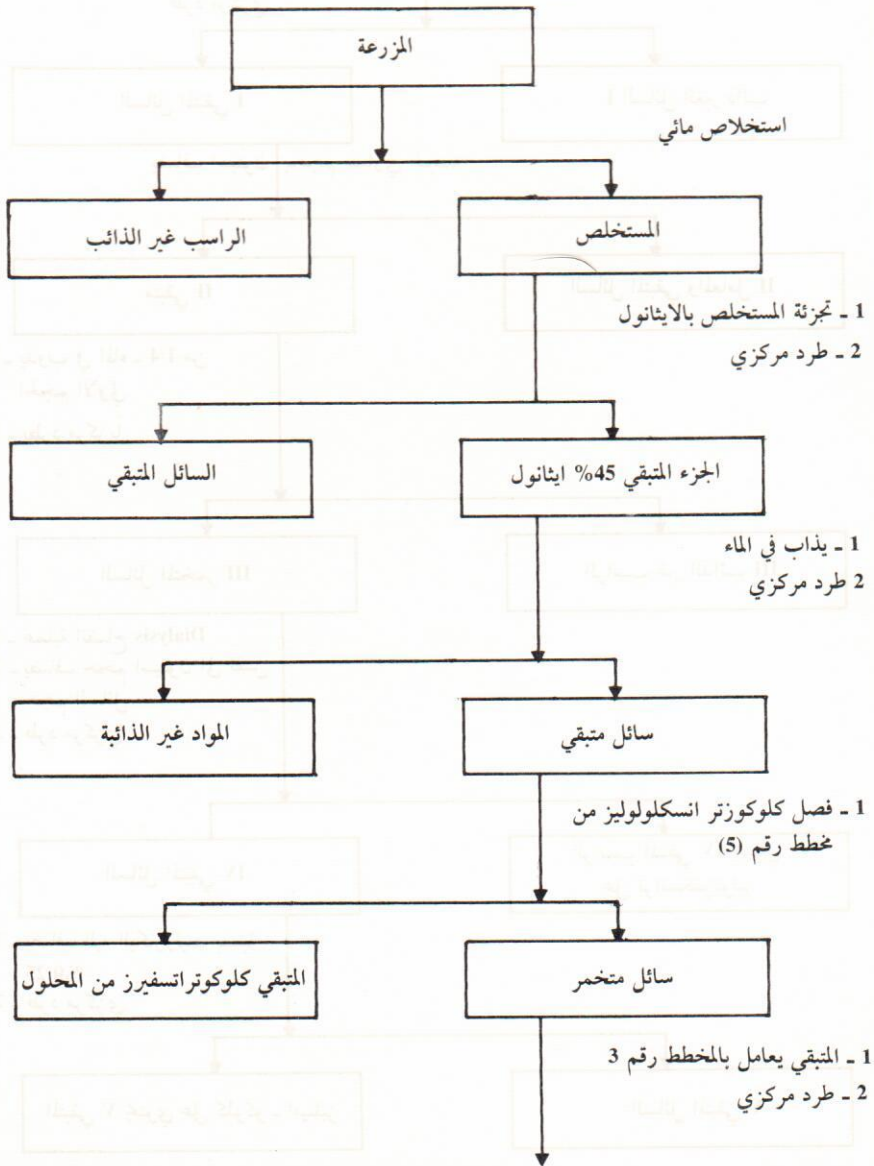 المزرعة
استخلاص مائي
المستخلص
الراسب غير الذائب
1 ـ تجزئة المستخلص بالايثانول
2 ـ طرد مركزي
الجزء المتبقي 45% ايثانول
السائل المتبقي
1 ـ يذاب في الماء
2 طرد مركزي
سائل متبقي
المواد غير الذائبة
1 ـ فصل كلوكوزتر انسكلولوليز من
مخطط رقم (5)
سائل متخمر
المتبقي كلوكوتراتسفيرز من المحلول
1 ـ المتبقي يعامل بالمخطط رقم 3
2 ـ طرد مركزي